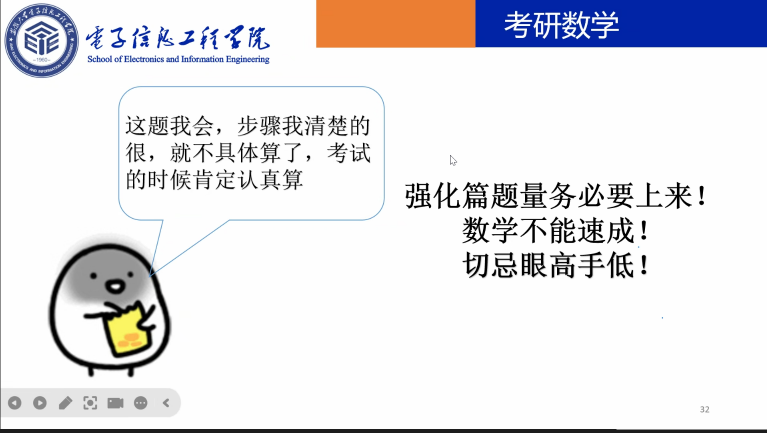 電子信息工程学院
School of Electronics and Information Engineering
考研数学
这题我会，步骤我清楚的
很，就不具体算了，考试
的时候肯定认真算
强化篇题量务必要上来！
数学不能速成！
切忌眼高手低！
32